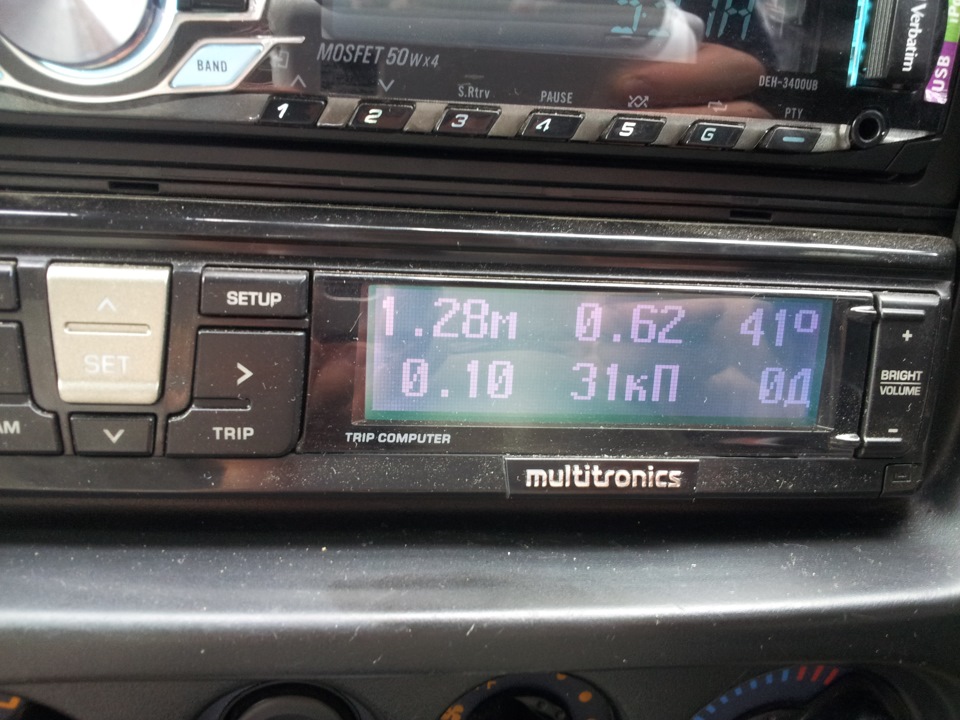 MOSFET 50Wx4
BAND
DEH-3400UB
Verbatim
USB
S.Rtrv PAUSE PTY
1 2 3 4 5 6
SETUP
SET
TRIP
1.28м 0.62 41º
0.10 31кП 0д
TRIP COMPUTER
multitronics
+
BRIGHT
VOLUME
-